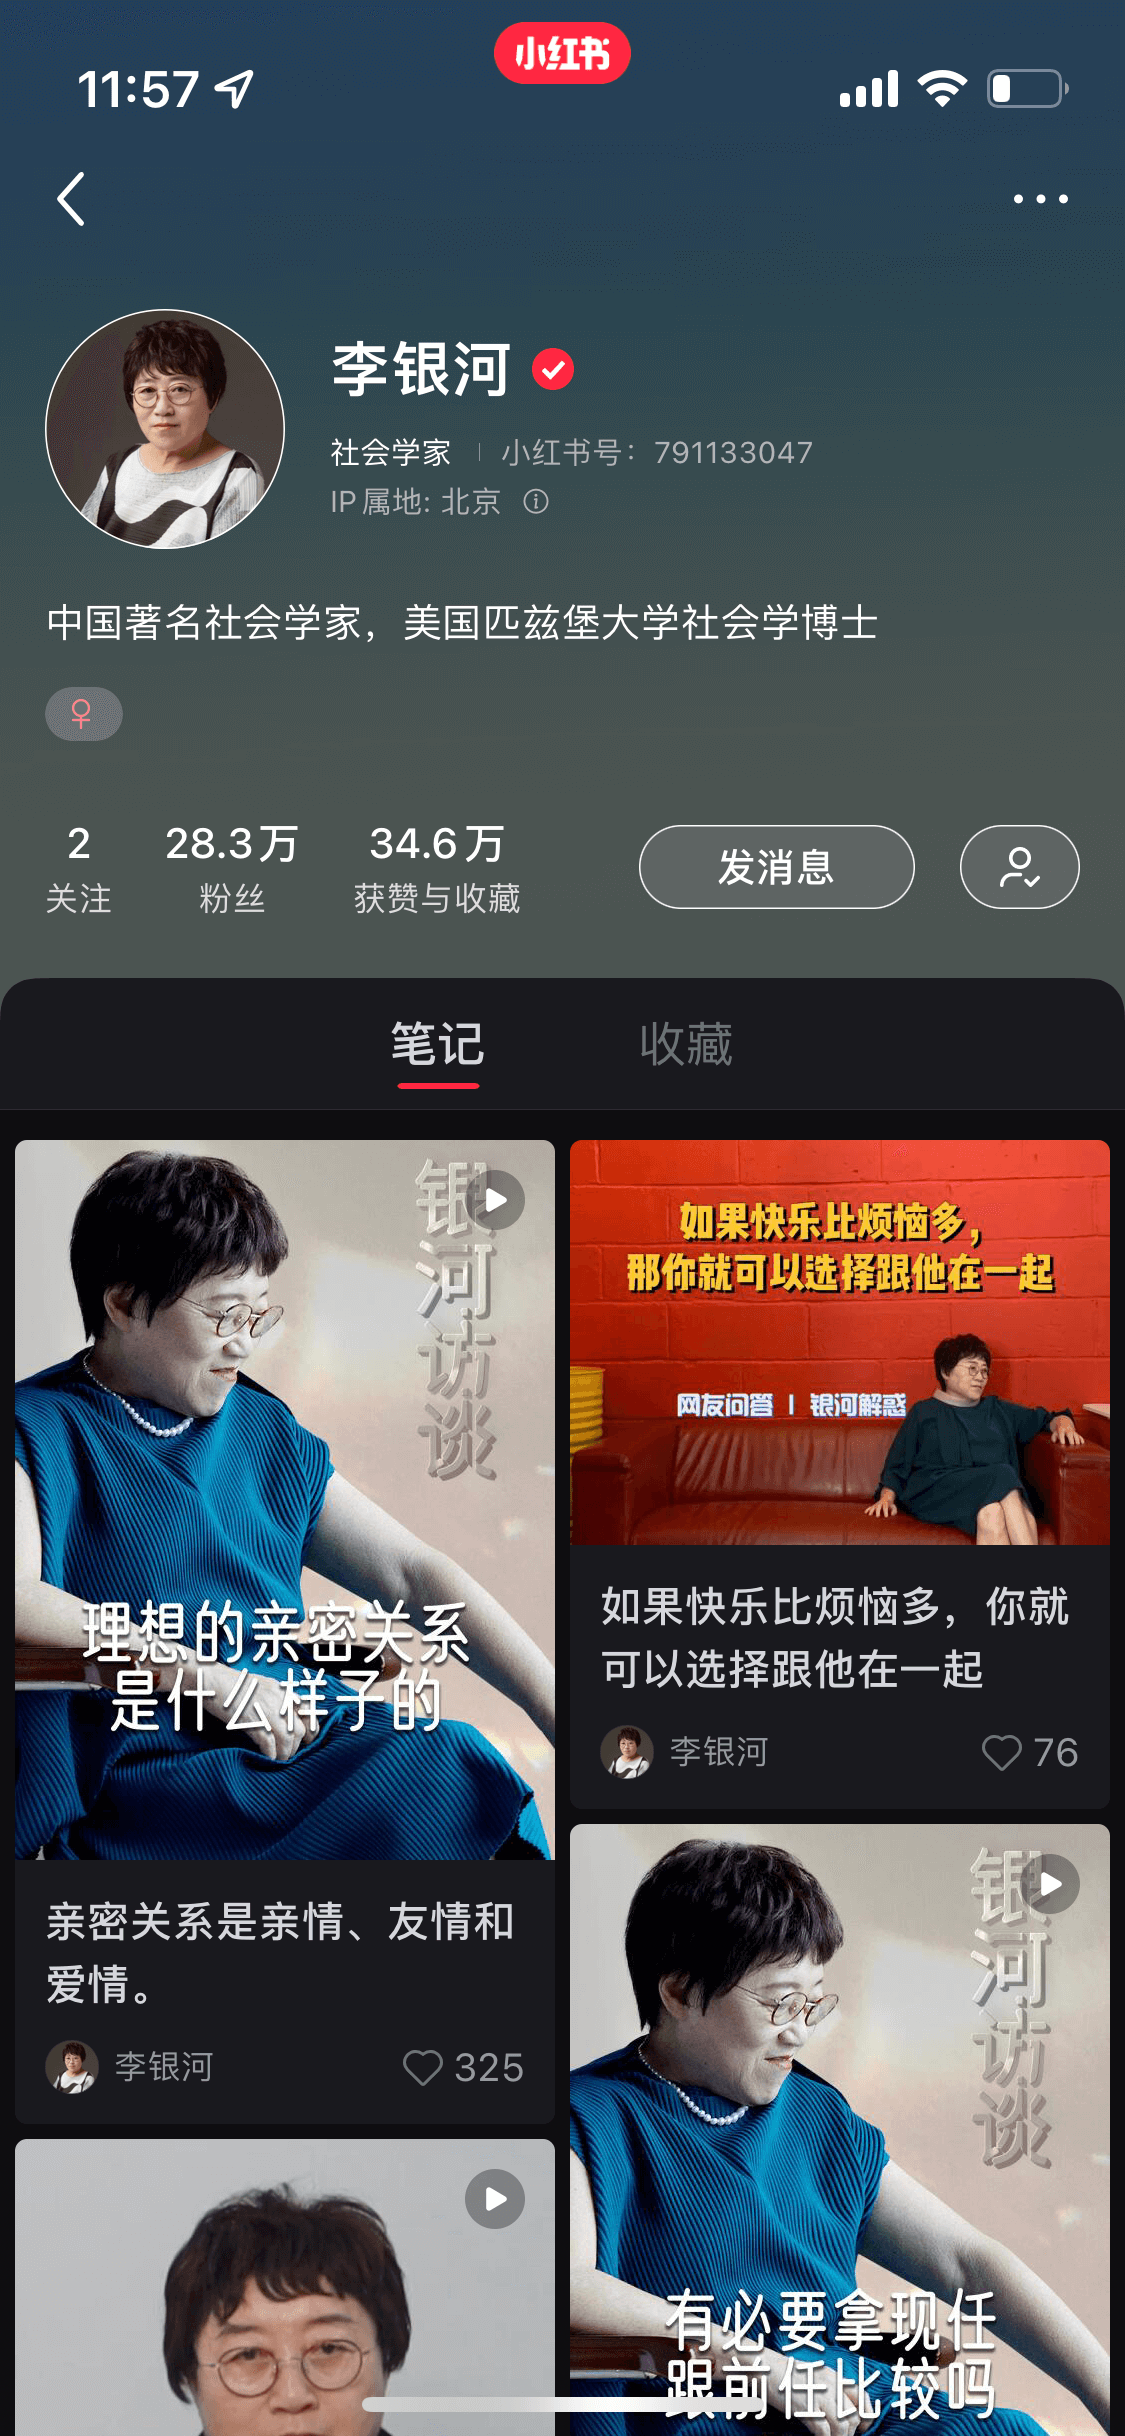 小红书
11:57
李银河
社会学家 小红书号：791133047
IP属地: 北京
中国著名社会学家，美国匹兹堡大学社会学博士
2 28.3万 34.6万
关注 粉丝 获赞与收藏
发消息
笔记 收藏
银河访谈
理想的亲密关系
是什么样子的
亲密关系是亲情、友情和
爱情。
李银河 325
如果快乐比烦恼多，
那你就可以选择跟他在一起
网友问答 | 银河解惑
如果快乐比烦恼多，你就
可以选择跟他在一起
李银河 76
银河访谈
有必要拿现任
跟前任比较吗